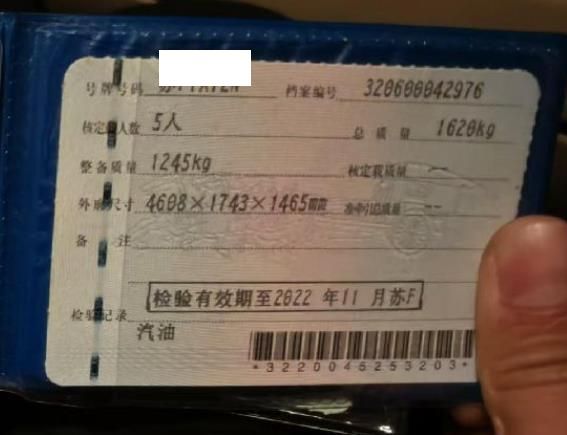 号牌号码 档案编号 320600042976
核定载人数 5人 总质量 1620kg
整备质量 1245kg 核定载质量 --
外廓尺寸 4608×1743×1465mm 准牵引总质量 --
备注
检验有效期至2022年11月苏F
检验记录
汽油
*3220045253203*